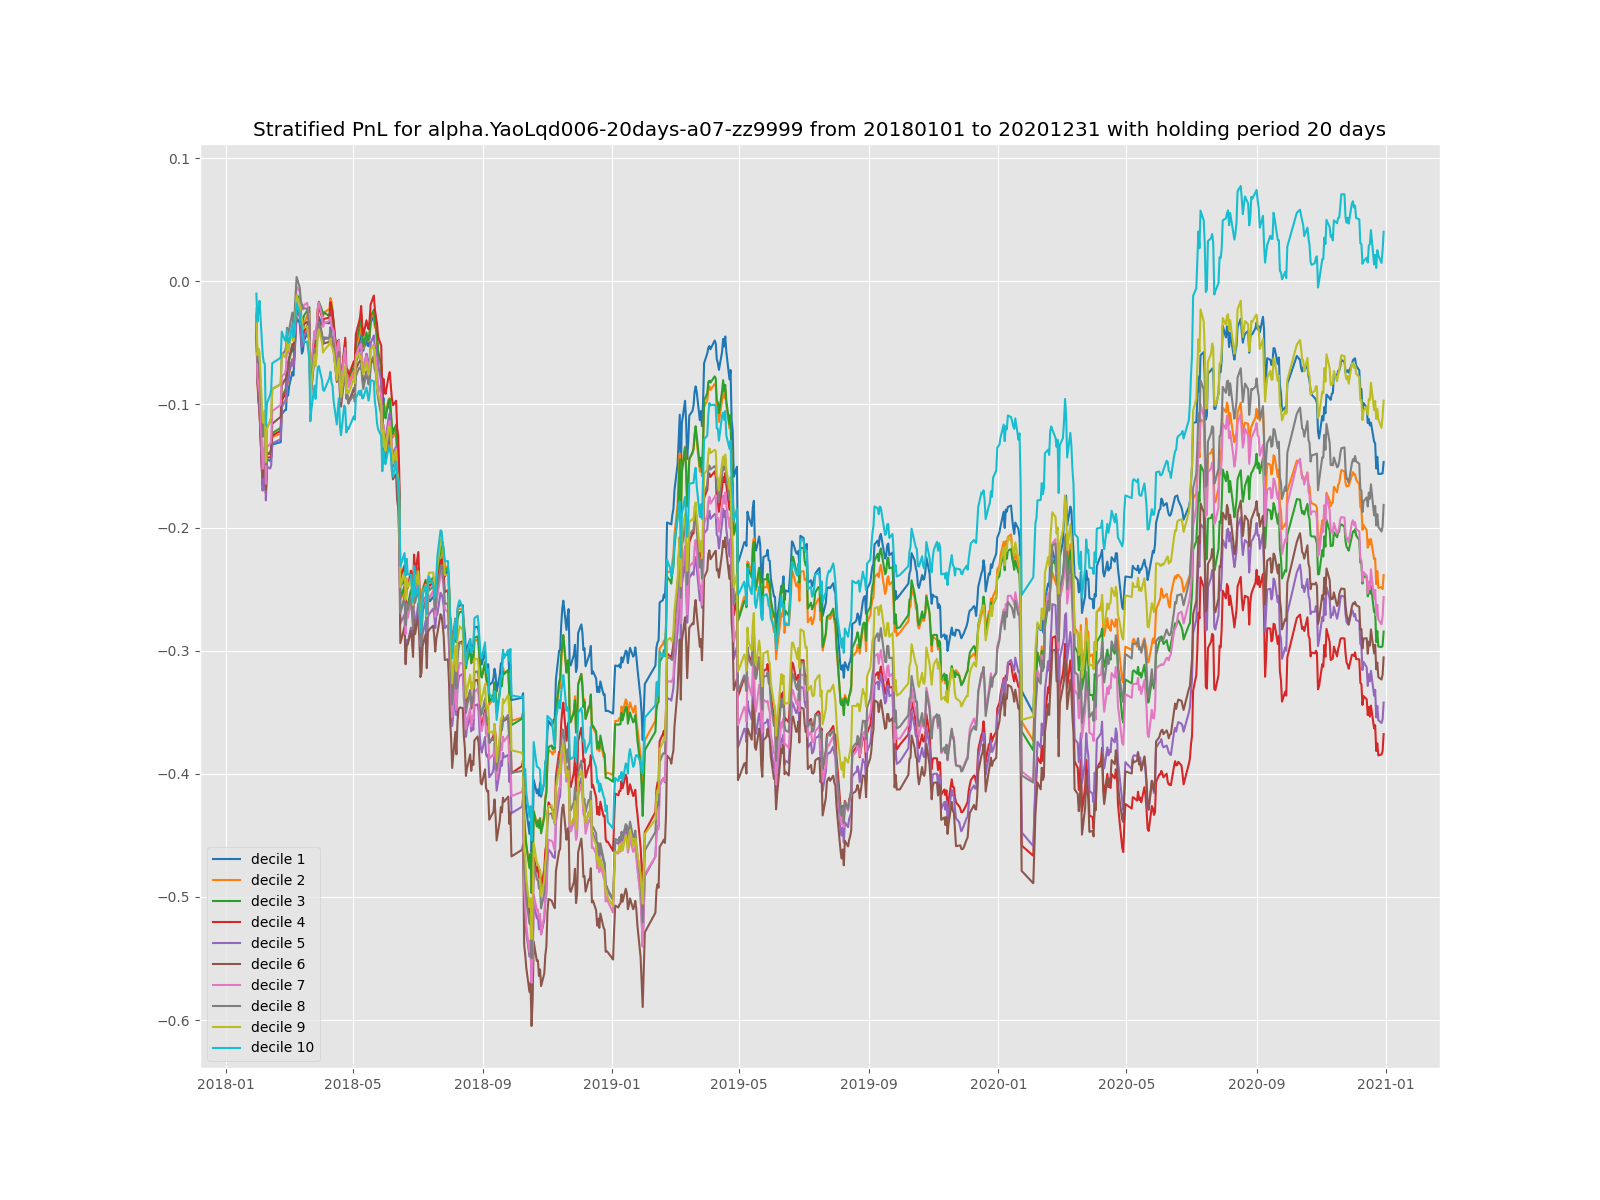 Stratified PnL for alpha.YaoLqd006-20days-a07-zz9999 from 20180101 to 20201231 with holding period 20 days
0.1
0.0
−0.1
−0.2
−0.3
−0.4
−0.5
−0.6
decile 1
decile 2
decile 3
decile 4
decile 5
decile 6
decile 7
decile 8
decile 9
decile 10
2018-01 2018-05 2018-09 2019-01 2019-05 2019-09 2020-01 2020-05 2020-09 2021-01